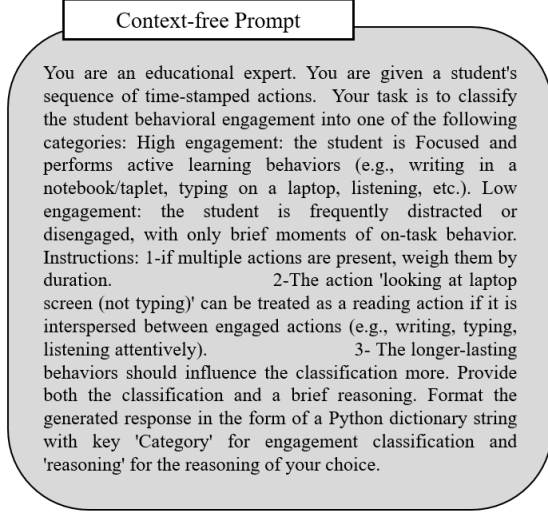 Context-free Prompt
You are an educational expert. You are given a student's
sequence of time-stamped actions. Your task is to classify
the student behavioral engagement into one of the following
categories: High engagement: the student is Focused and
performs active learning behaviors (e.g., writing in a
notebook/taplet, typing on a laptop, listening, etc.). Low
engagement: the student is frequently distracted or
disengaged, with only brief moments of on-task behavior.
Instructions: 1-if multiple actions are present, weigh them by
duration. 2-The action 'looking at laptop
screen (not typing)' can be treated as a reading action if it is
interspersed between engaged actions (e.g., writing, typing,
listening attentively). 3- The longer-lasting
behaviors should influence the classification more. Provide
both the classification and a brief reasoning. Format the
generated response in the form of a Python dictionary string
with key 'Category' for engagement classification and
'reasoning' for the reasoning of your choice.